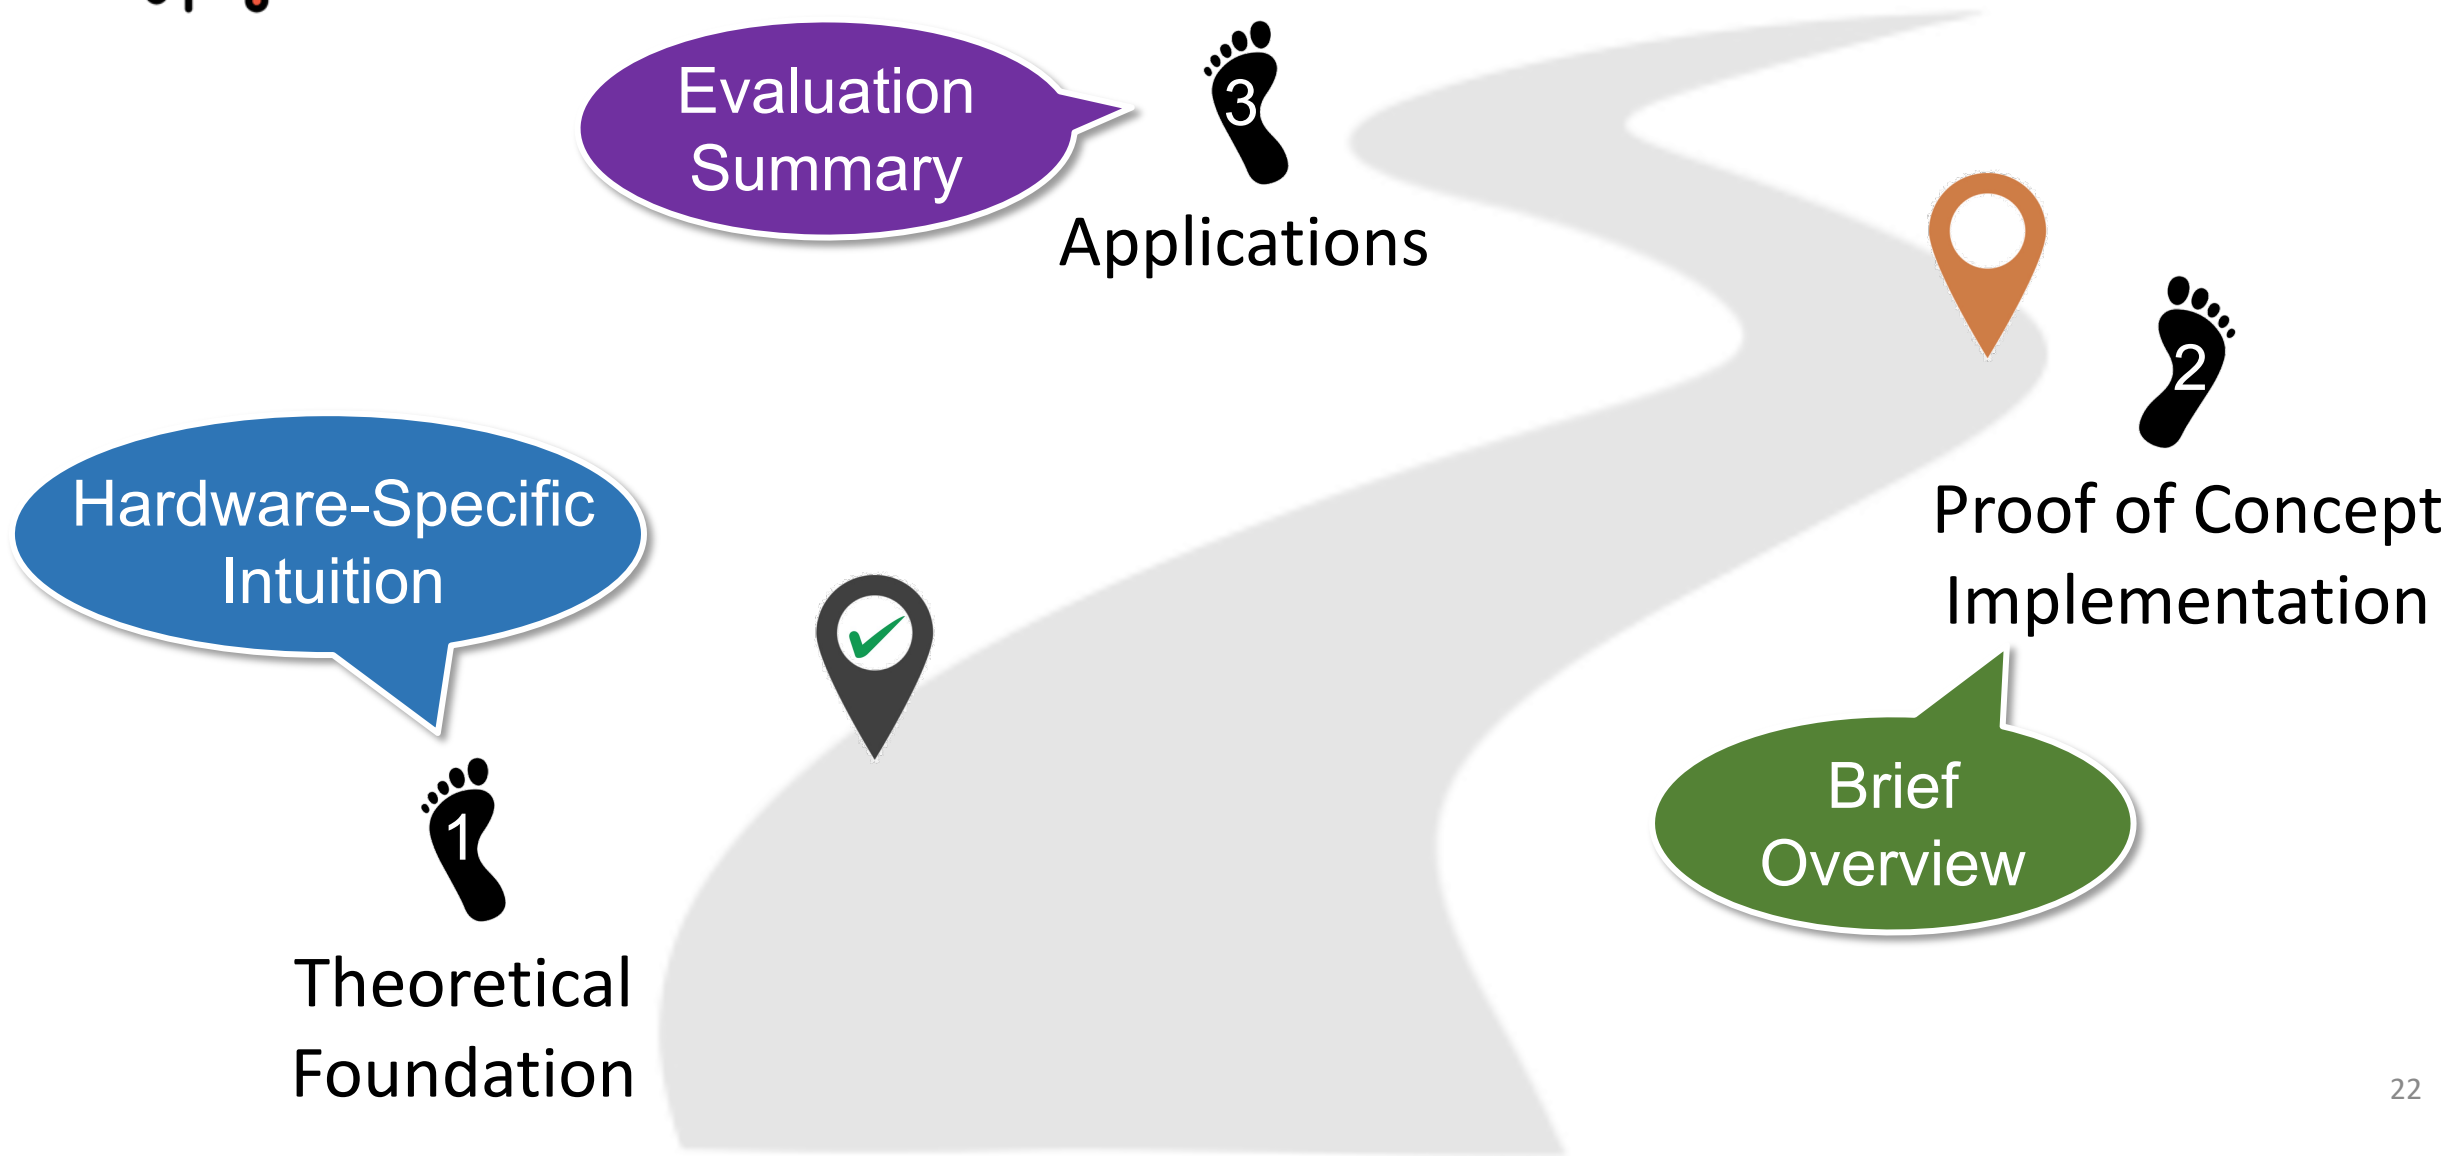 Evaluation
Summary
3
Applications
2
Proof of Concept
Implementation
Hardware-Specific
Intuition
Brief
Overview
1
Theoretical
Foundation
22